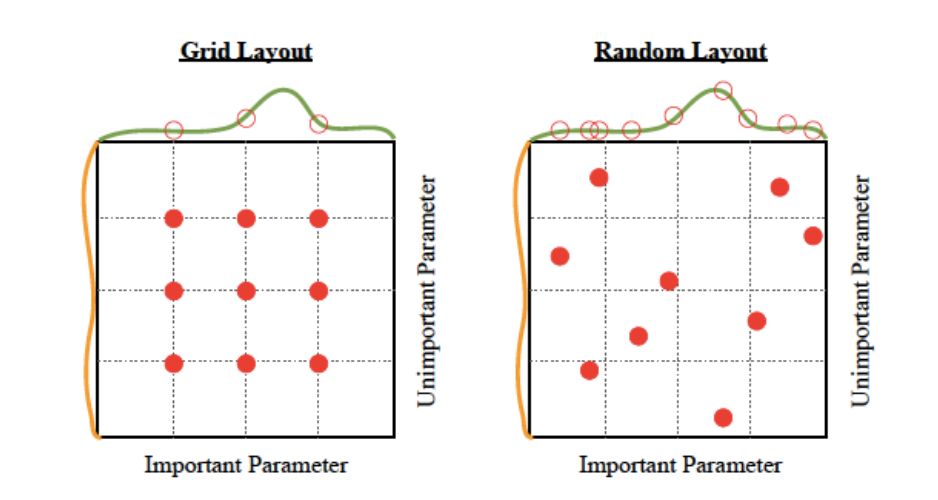 Grid Layout
Unimportant Parameter
Important Parameter
Random Layout
Unimportant Parameter
Important Parameter